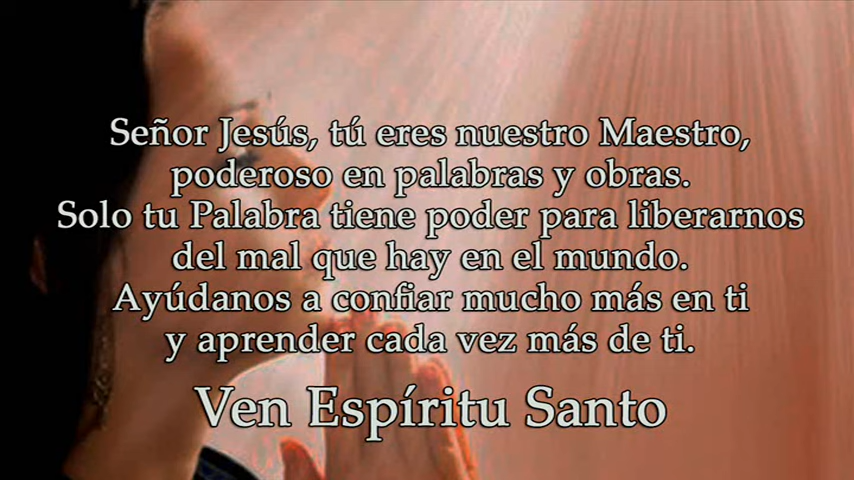 Señor Jesús, tú eres nuestro Maestro,
poderoso en palabras y obras.
Solo tu Palabra tiene poder para liberarnos
del mal que hay en el mundo.
Ayúdanos a confiar mucho más en ti
y aprender cada vez más de ti.
Ven Espíritu Santo